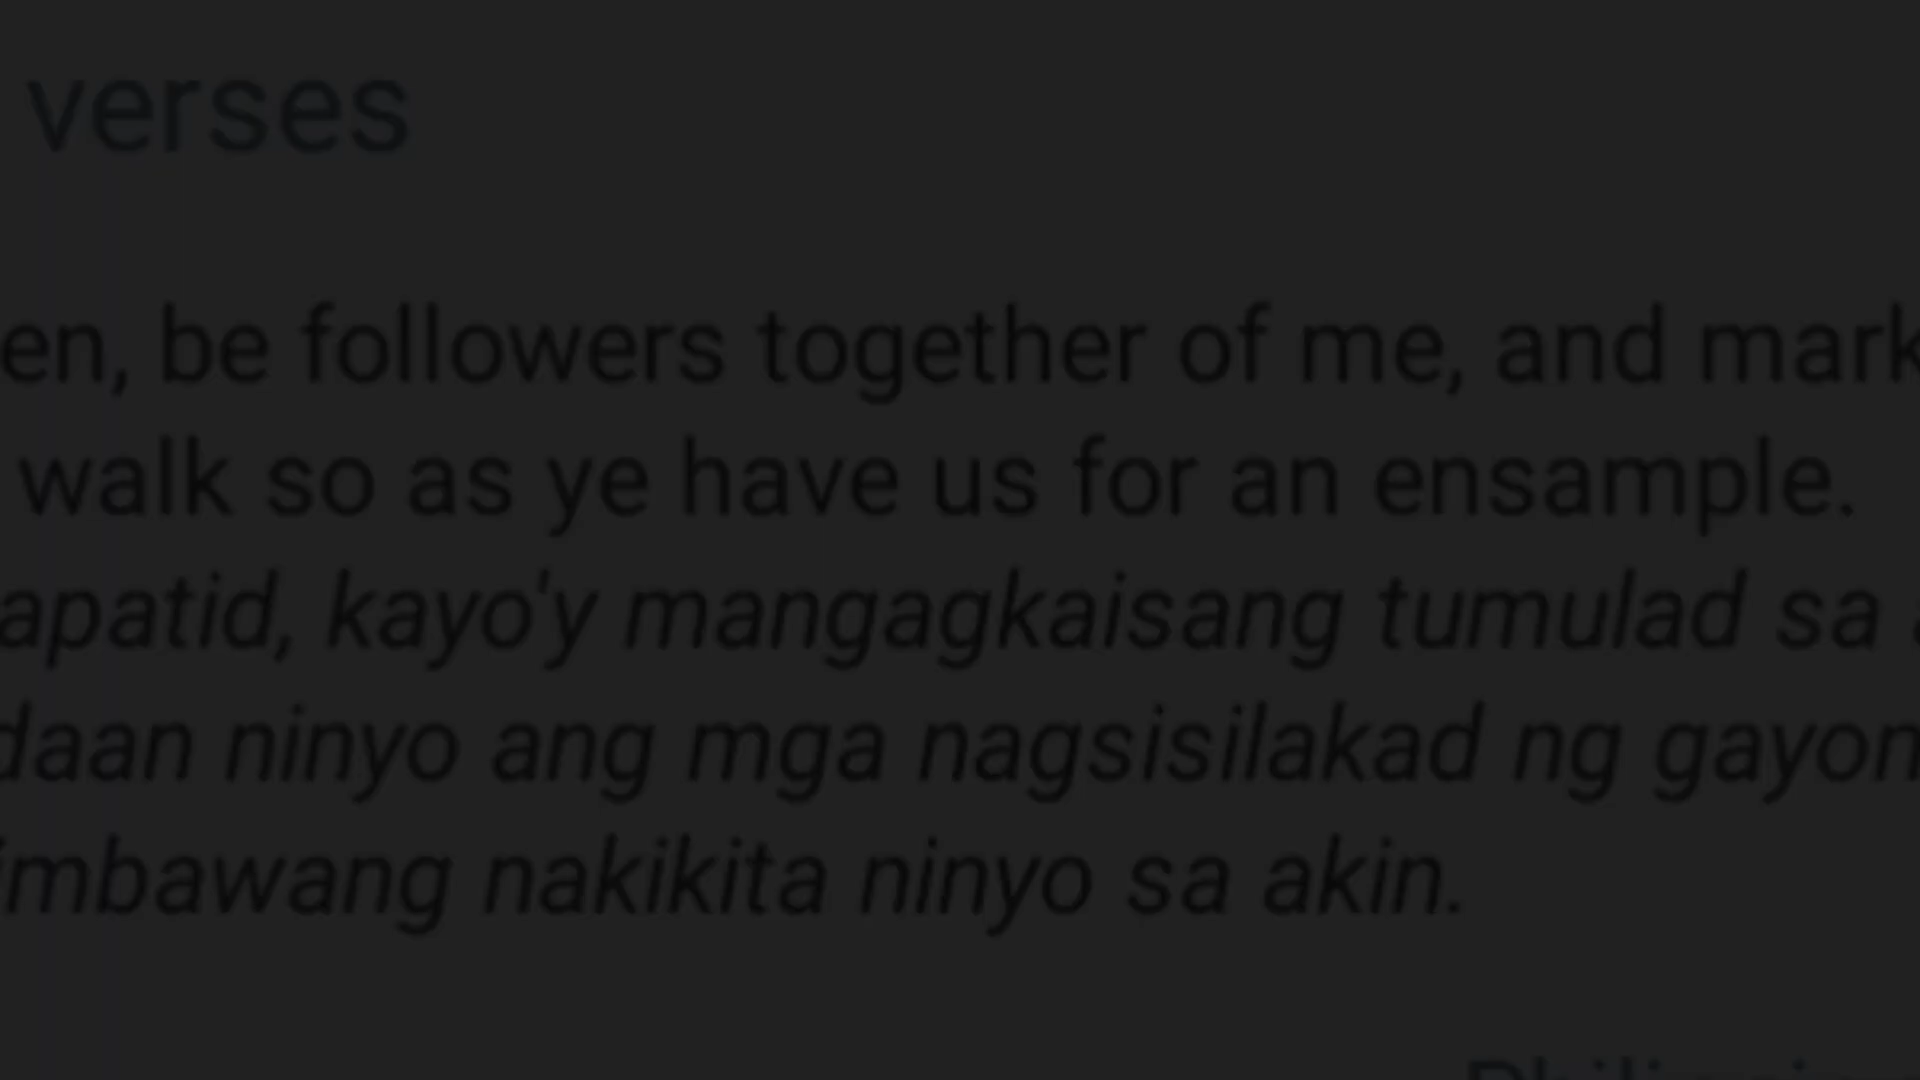 verses
en, be followers together of me, and mark
walk so as ye have us for an ensample.
apatid, kayo'y mangagkaisang tumulad sa a
daan ninyo ang mga nagsisilakad ng gayon
imbawang nakikita ninyo sa akin.